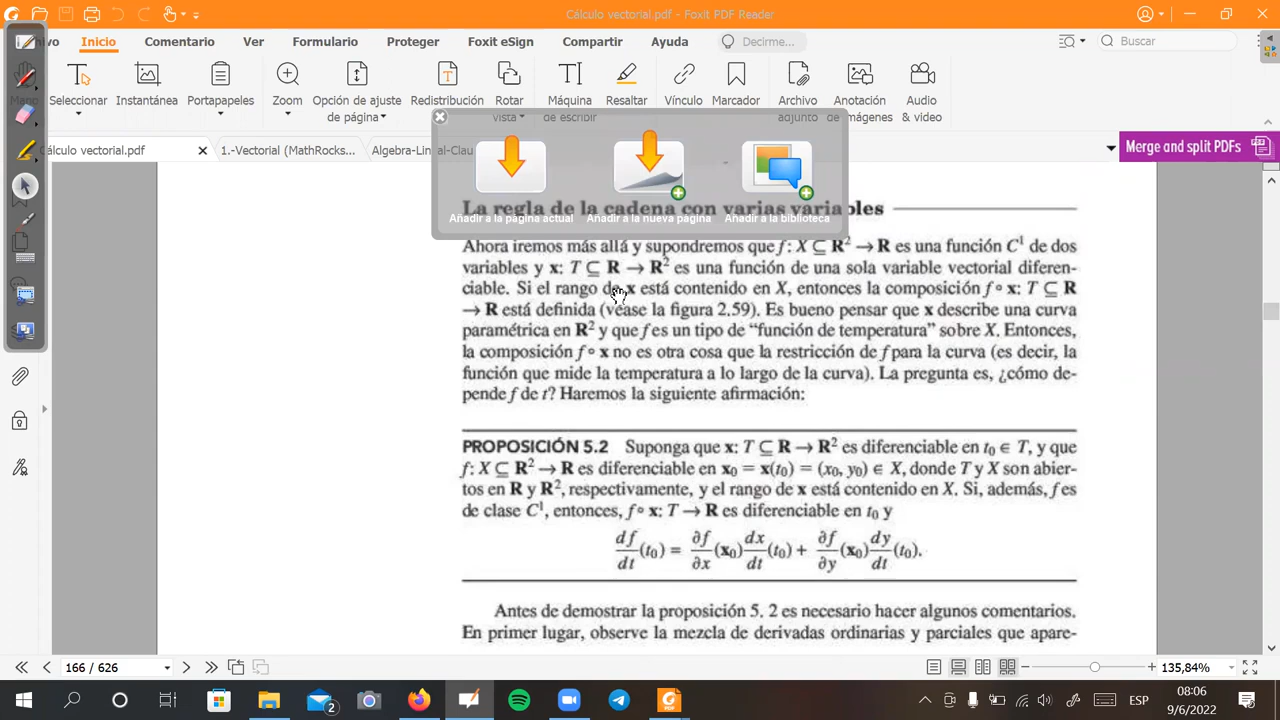 Cálculo vectorial.pdf - Foxit PDF Reader
ivo Inicio Comentario Ver Formulario Proteger Foxit eSign Compartir Ayuda Decirme... Buscar
Mano Seleccionar Instantánea Portapapeles Zoom Opción de ajuste de página Redistribución Rotar vista Máquina de escribir Resaltar Vínculo Marcador Archivo adjunto Anotación de imágenes Audio & video
álculo vectorial.pdf 1.-Vectorial (MathRocks... Algebra-Lineal-Clau Merge and split PDFs
Añadir a la página actual Añadir a la nueva página Añadir a la biblioteca
La regla de la cadena con varias variables
Ahora iremos más allá y supondremos que f: X ⊆ R² → R es una función C¹ de dos
variables y x: T ⊆ R → R² es una función de una sola variable vectorial diferen-
ciable. Si el rango de x está contenido en X, entonces la composición f ∘ x: T ⊆ R
→ R está definida (véase la figura 2.59). Es bueno pensar que x describe una curva
paramétrica en R² y que f es un tipo de “función de temperatura” sobre X. Entonces,
la composición f ∘ x no es otra cosa que la restricción de f para la curva (es decir, la
función que mide la temperatura a lo largo de la curva). La pregunta es, ¿cómo de-
pende f de t? Haremos la siguiente afirmación:
PROPOSICIÓN 5.2 Suponga que x: T ⊆ R → R² es diferenciable en t₀ ∈ T, y que
f: X ⊆ R² → R es diferenciable en x₀ = x(t₀) = (x₀, y₀) ∈ X, donde T y X son abier-
tos en R y R², respectivamente, y el rango de x está contenido en X. Si, además, f es
de clase C¹, entonces, f ∘ x: T → R es diferenciable en t₀ y
df/dt (t₀) = ∂f/∂x (x₀) dx/dt (t₀) + ∂f/∂y (x₀) dy/dt (t₀).
Antes de demostrar la proposición 5. 2 es necesario hacer algunos comentarios.
En primer lugar, observe la mezcla de derivadas ordinarias y parciales que apare-
166 / 626 135,84%
2 ESP 08:06
9/6/2022